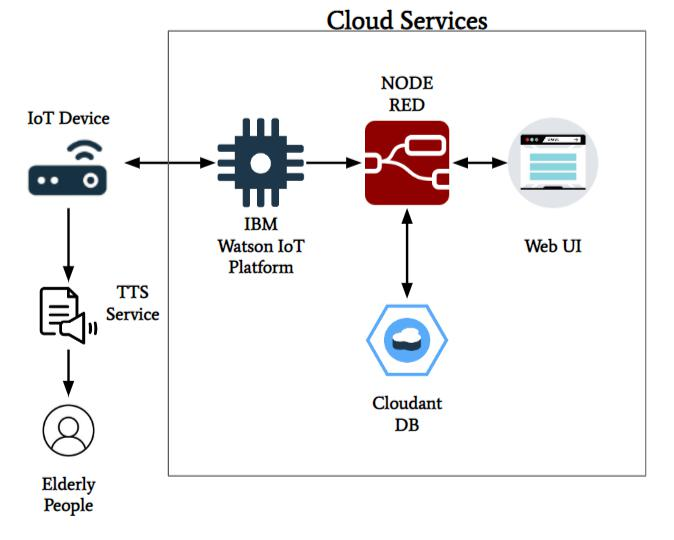 Cloud Services
NODE
RED
IoT Device
IBM
Watson IoT
Platform
Web UI
TTS
Service
Cloudant
DB
Elderly
People